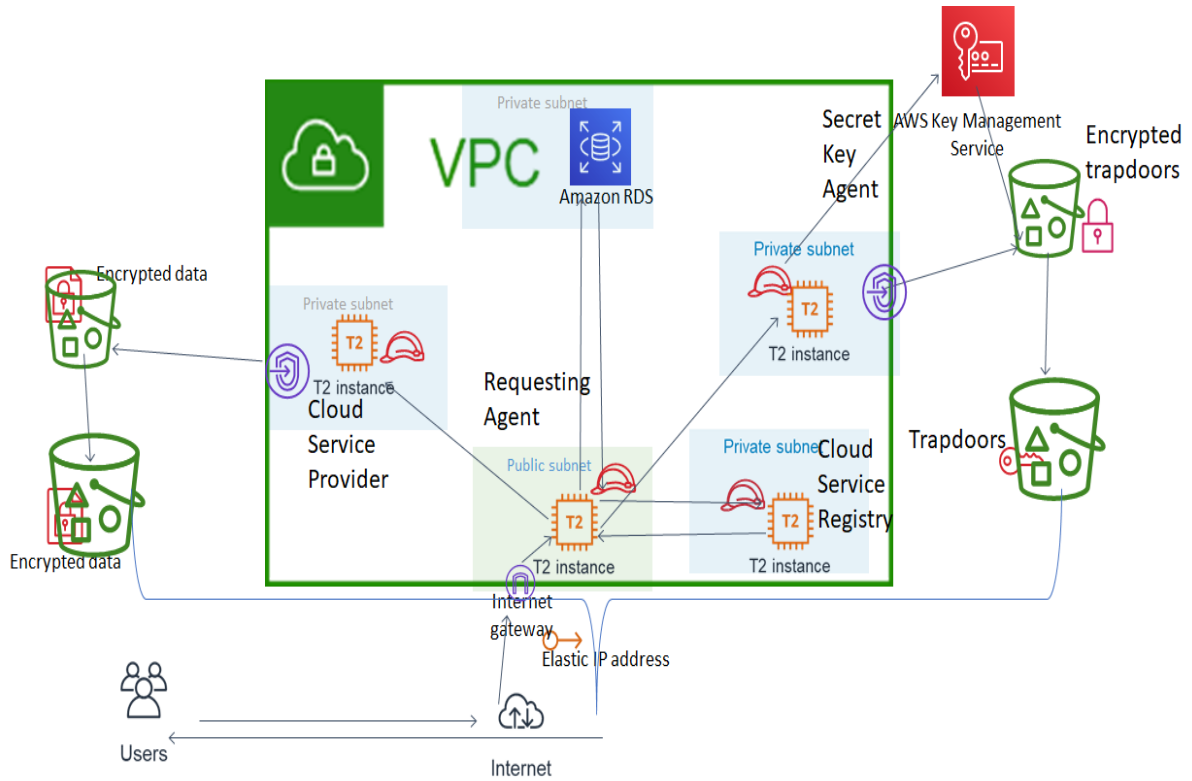 Private subnet
VPC
Amazon RDS
Secret
Key
Agent
AWS Key Management
Service
Encrypted
trapdoors
Encrypted data
Private subnet
T2
T2 instance
Cloud
Service
Provider
Requesting
Agent
Private subnet
T2
T2 instance
Encrypted data
Public subnet
T2
T2 instance
Private subnet
Cloud
Service
Registry
T2
T2 instance
Trapdoors
Internet
gateway
Elastic IP address
Users
Internet